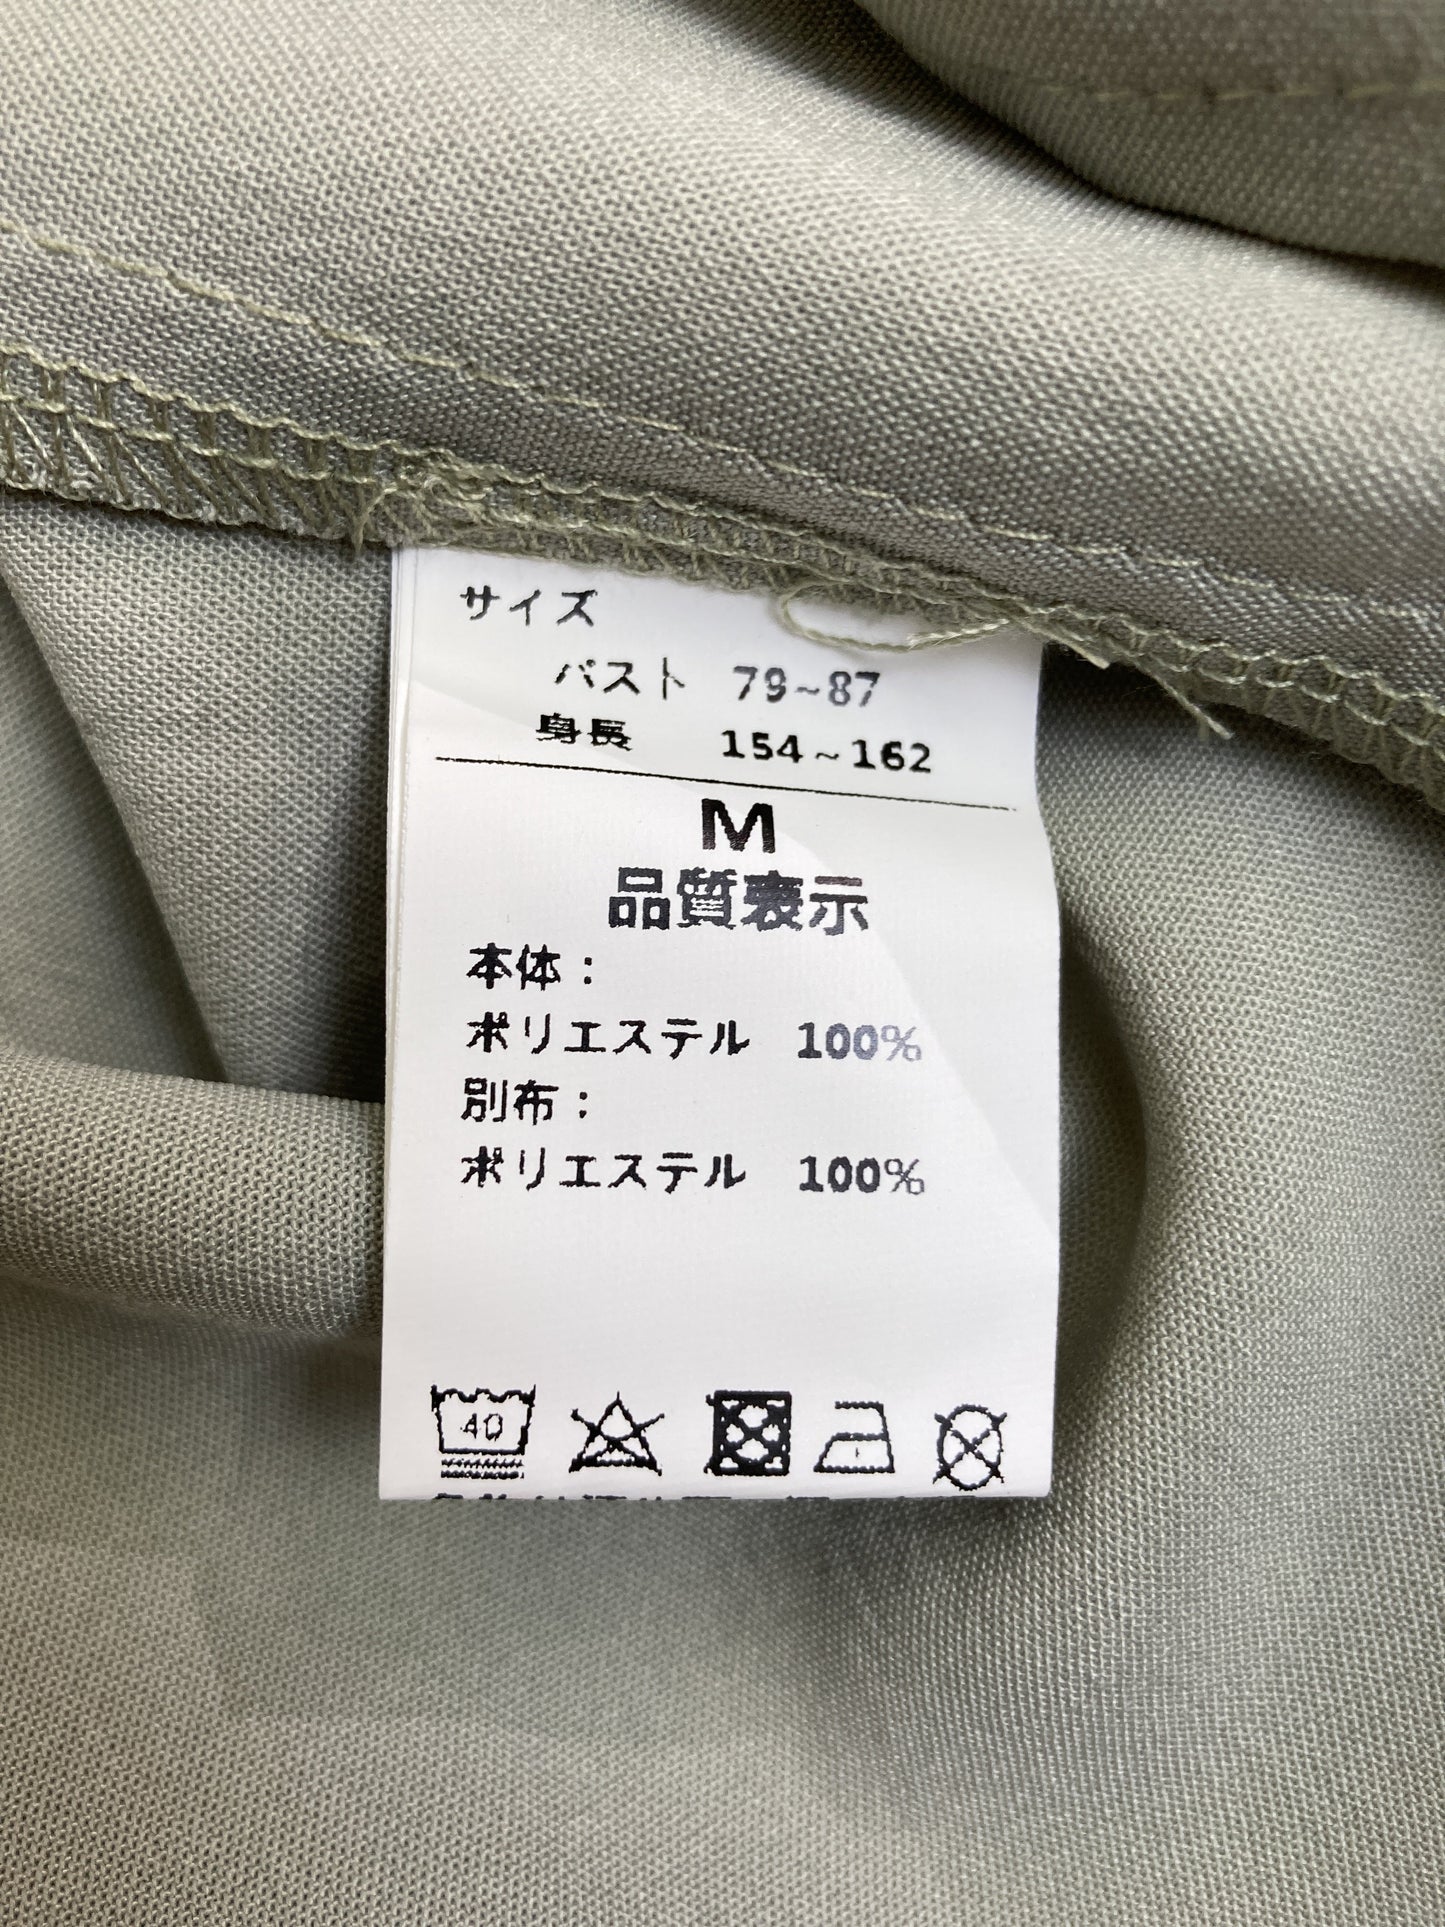 サイズ
バスト 79~87
身長 154~162
M
品質表示
本体:
ポリエステル 100%
別布:
ポリエステル 100%
40